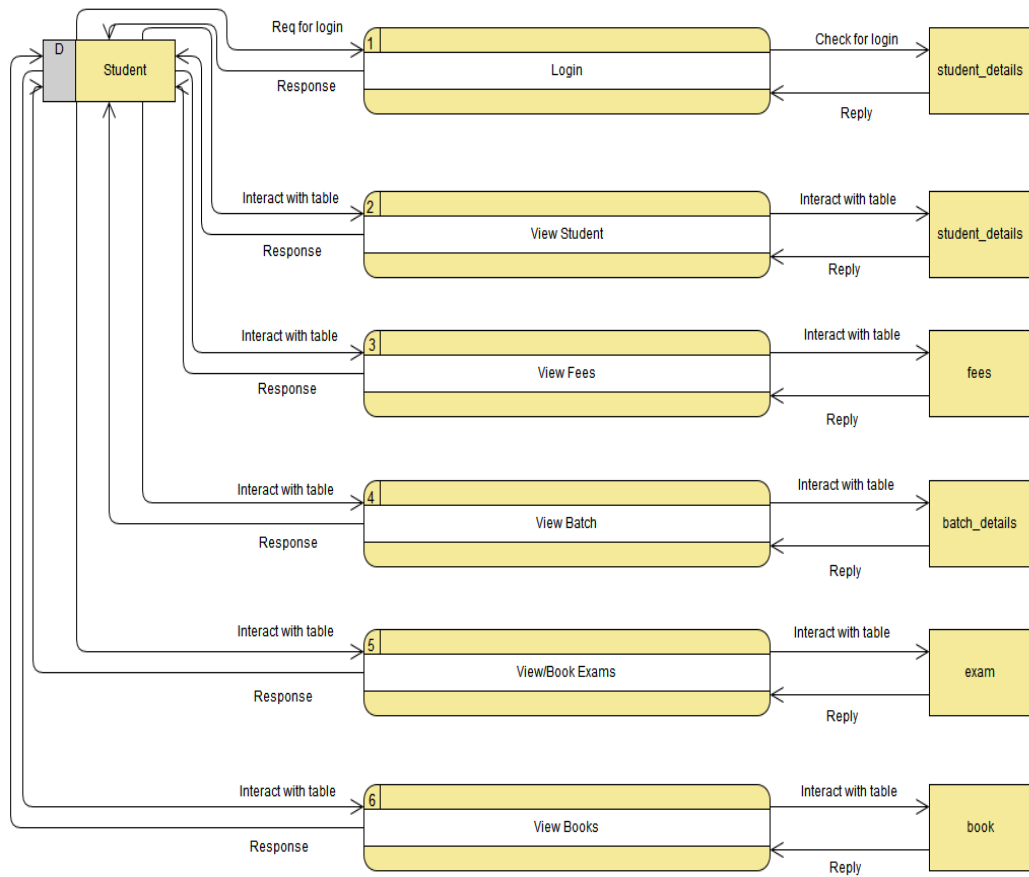 D
Student
Req for login
Response
1
Login
Check for login
Reply
student_details
Interact with table
Response
2
View Student
Interact with table
Reply
student_details
Interact with table
Response
3
View Fees
Interact with table
Reply
fees
Interact with table
Response
4
View Batch
Interact with table
Reply
batch_details
Interact with table
Response
5
View/Book Exams
Interact with table
Reply
exam
Interact with table
Response
6
View Books
Interact with table
Reply
book